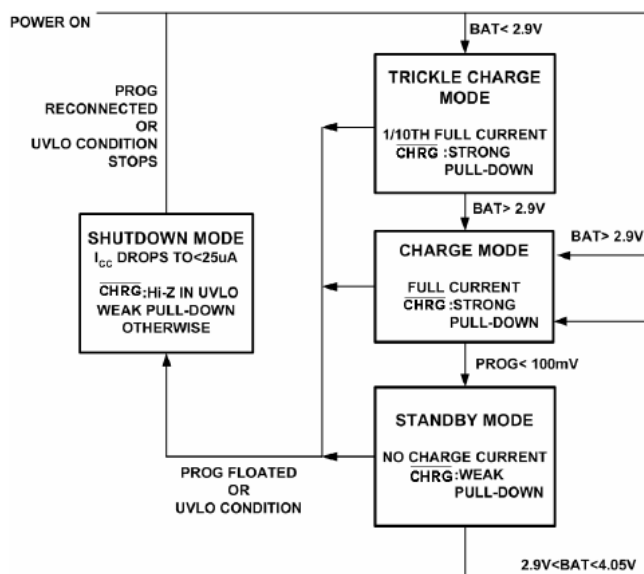 POWER ON
BAT< 2.9V
TRICKLE CHARGE
MODE
1/10TH FULL CURRENT
CHRG :STRONG
PULL-DOWN
PROG
RECONNECTED
OR
UVLO CONDITION
STOPS
BAT> 2.9V
SHUTDOWN MODE
ICC DROPS TO<25uA
CHRG:Hi-Z IN UVLO
WEAK PULL-DOWN
OTHERWISE
CHARGE MODE
FULL CURRENT
CHRG :STRONG
PULL-DOWN
BAT> 2.9V
PROG< 100mV
STANDBY MODE
NO CHARGE CURRENT
CHRG:WEAK
PULL-DOWN
PROG FLOATED
OR
UVLO CONDITION
2.9V<BAT<4.05V